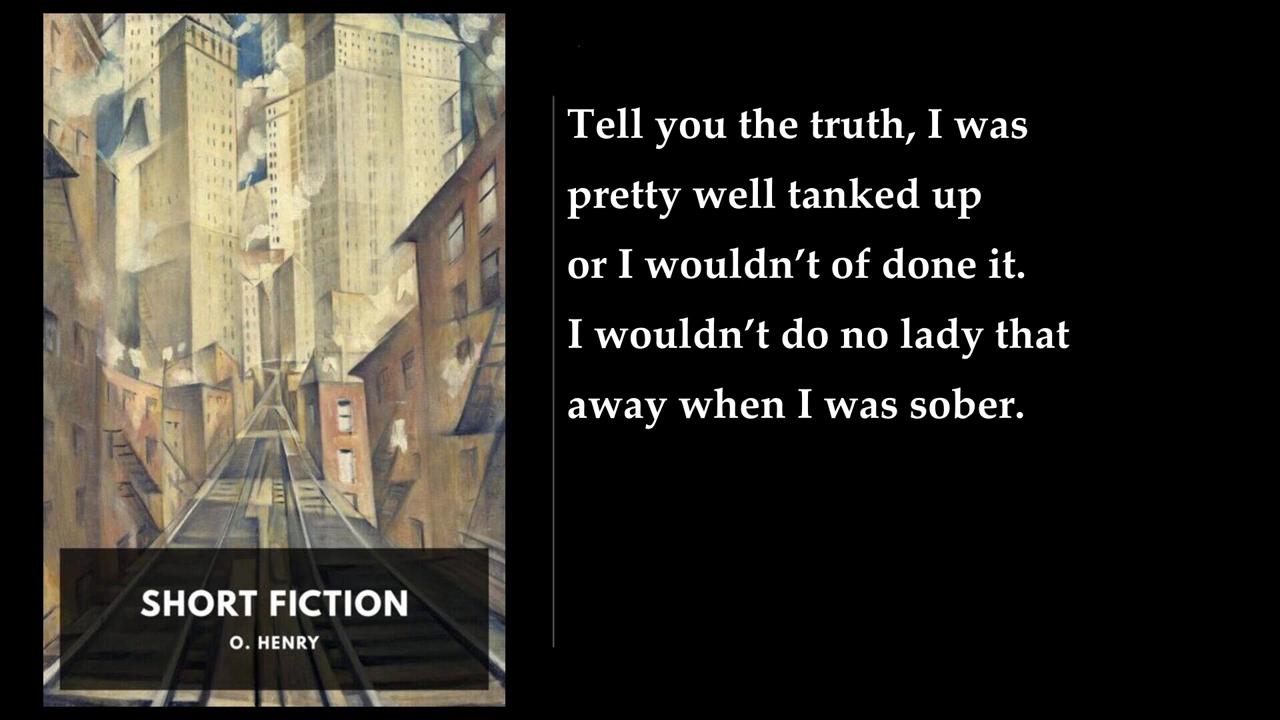 SHORT FICTION
O. HENRY
Tell you the truth, I was
pretty well tanked up
or I wouldn’t of done it.
I wouldn’t do no lady that
away when I was sober.